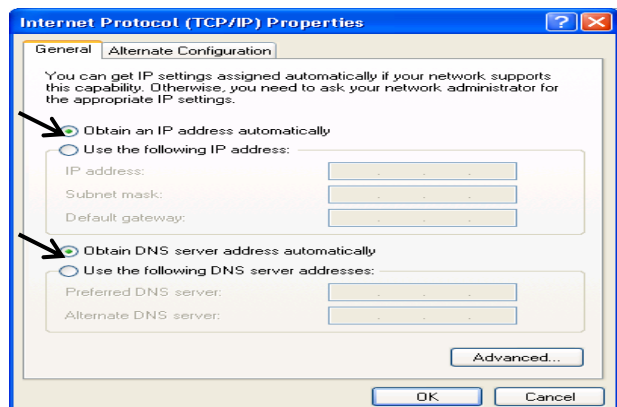 Internet Protocol (TCP/IP) Properties
General Alternate Configuration
You can get IP settings assigned automatically if your network supports
this capability. Otherwise, you need to ask your network administrator for
the appropriate IP settings.
Obtain an IP address automatically
Use the following IP address:
IP address:
Subnet mask:
Default gateway:
Obtain DNS server address automatically
Use the following DNS server addresses:
Preferred DNS server:
Alternate DNS server:
Advanced...
OK Cancel